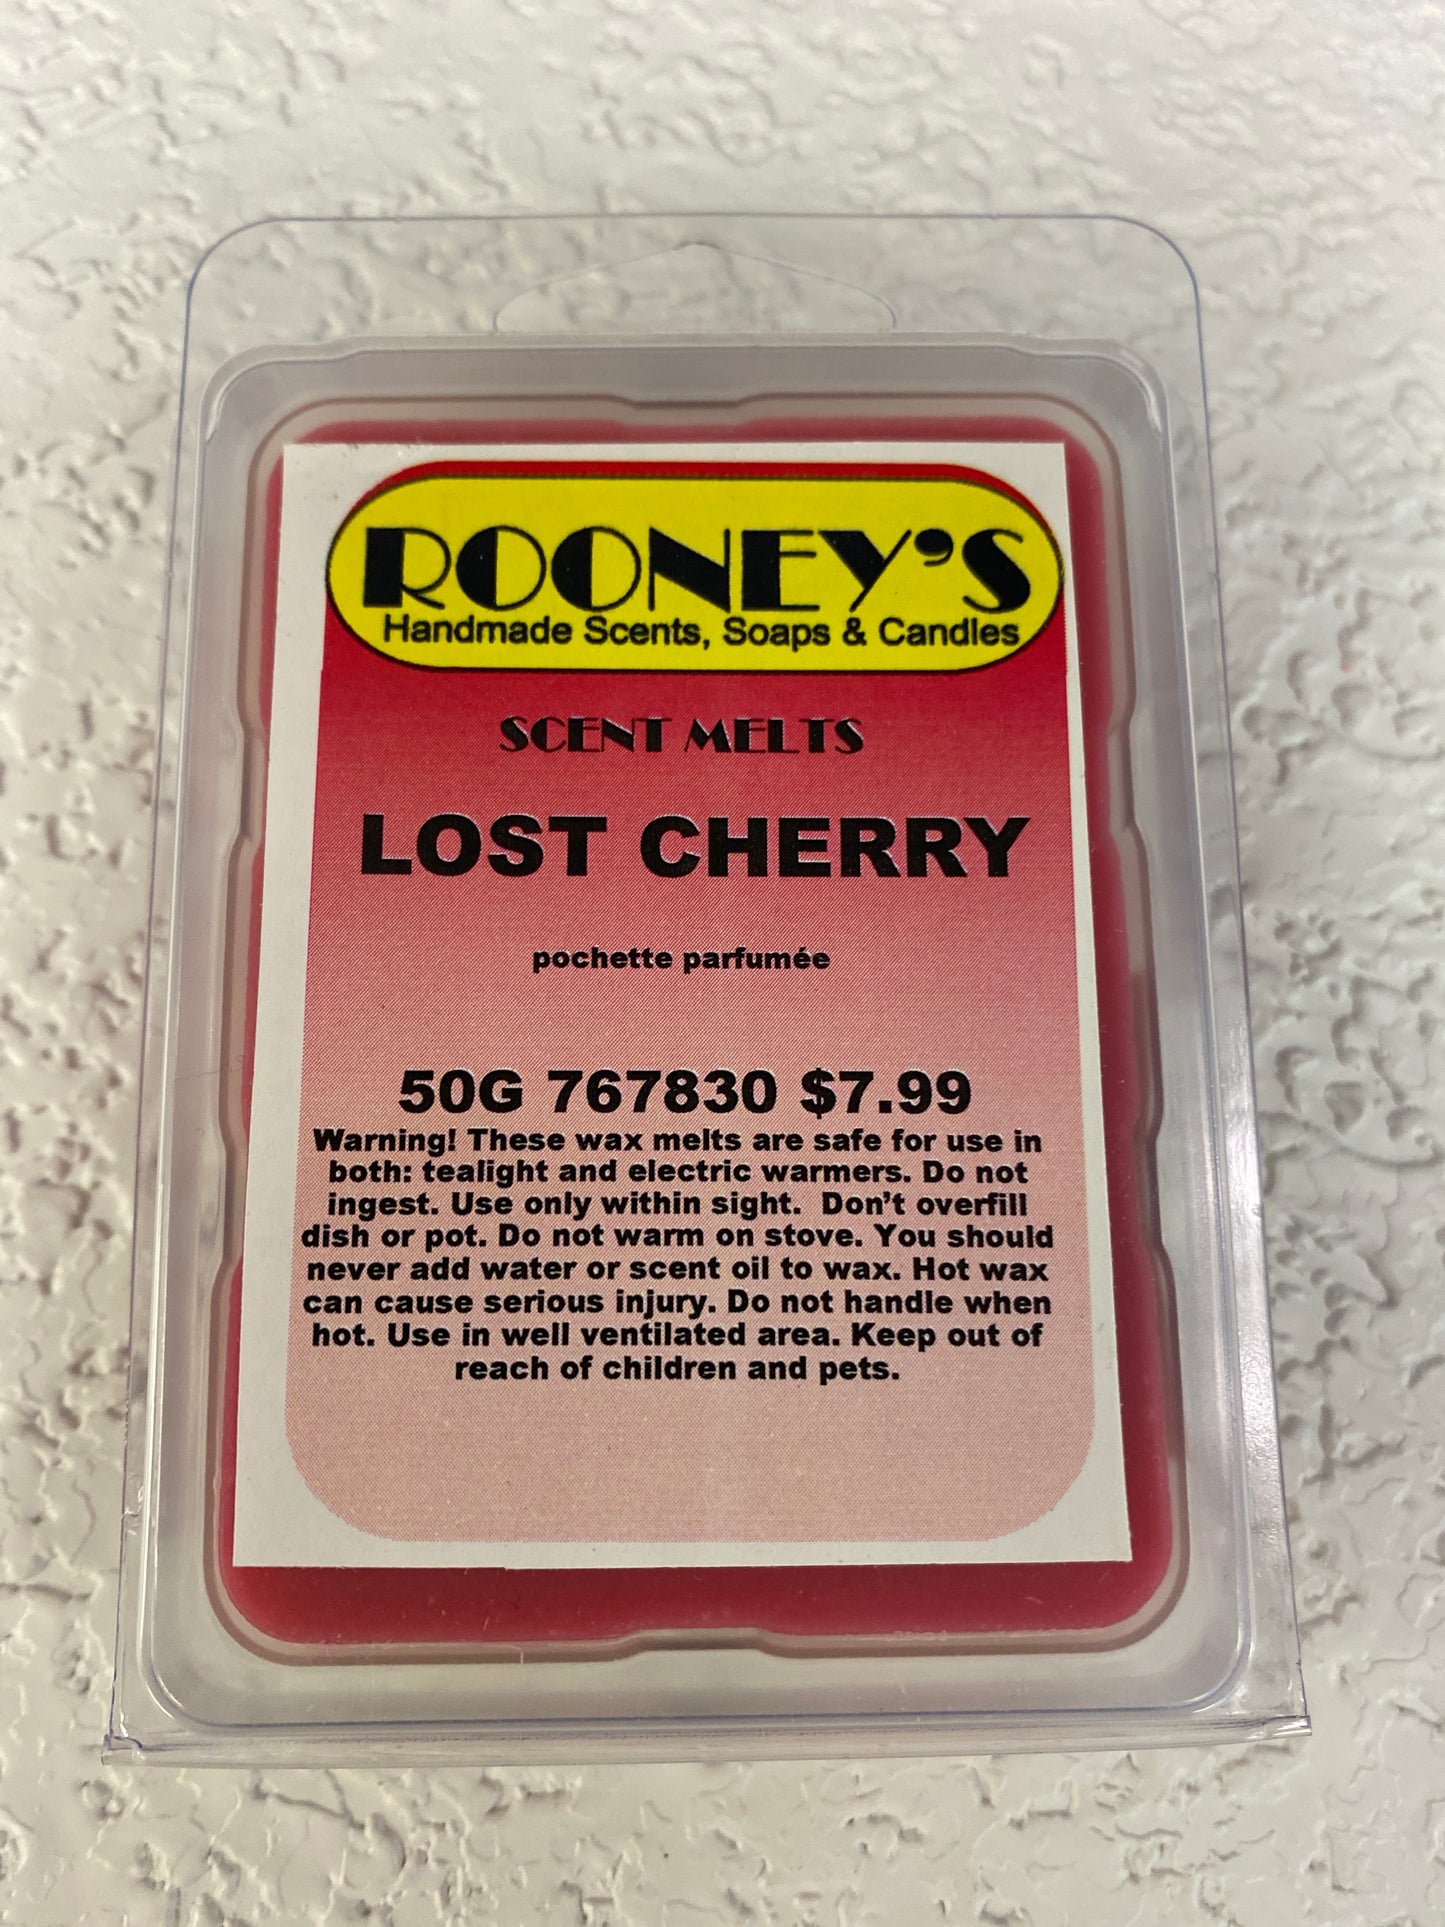 ROONEY'S
Handmade Scents, Soaps & Candles
SCENT MELTS
LOST CHERRY
pochette parfumée
50G 767830 $7.99
Warning! These wax melts are safe for use in
both: tealight and electric warmers. Do not
ingest. Use only within sight.  Don't overfill
dish or pot. Do not warm on stove. You should
never add water or scent oil to wax. Hot wax
can cause serious injury. Do not handle when
hot. Use in well ventilated area. Keep out of
reach of children and pets.